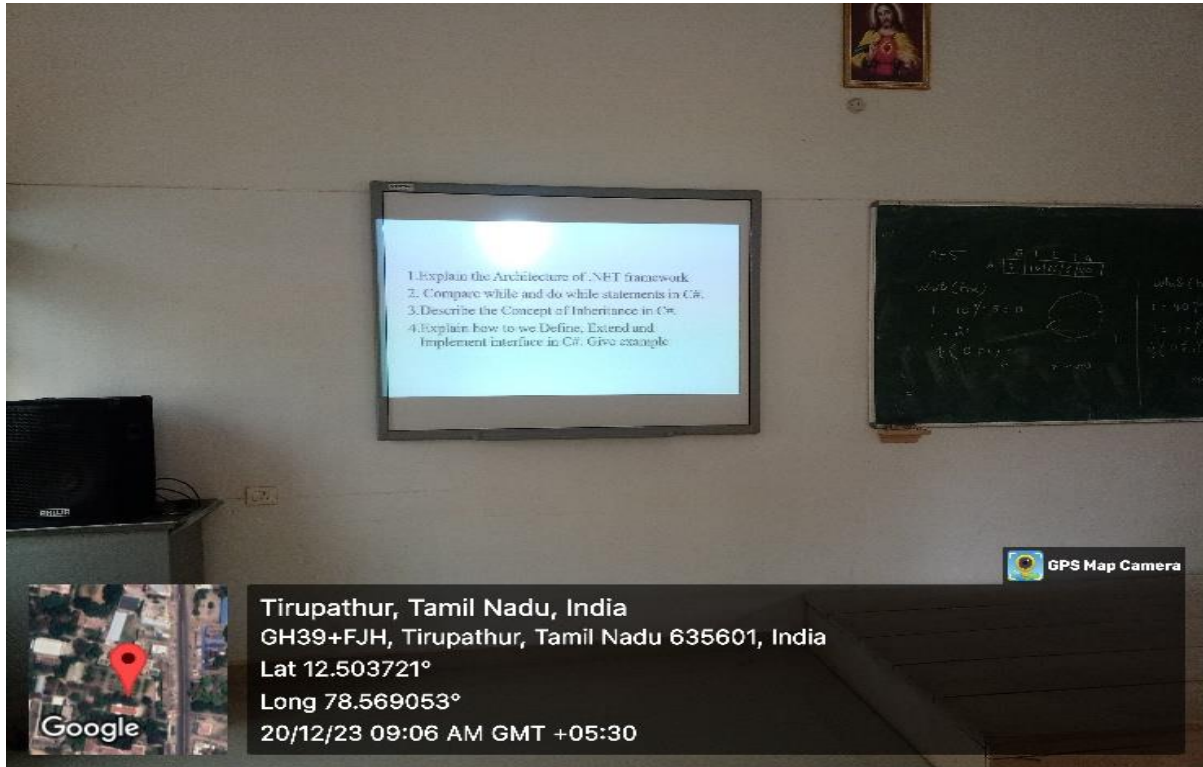 1.Explain the Architecture of .NET framework
2. Compare while and do while statements in C#.
3.Describe the Concept of Inheritance in C#.
4.Explain how to we Define, Extend and
Implement interface in C#. Give example
n=5
PHILIPS
GPS Map Camera
Tirupathur, Tamil Nadu, India
GH39+FJH, Tirupathur, Tamil Nadu 635601, India
Lat 12.503721°
Long 78.569053°
20/12/23 09:06 AM GMT +05:30
Google